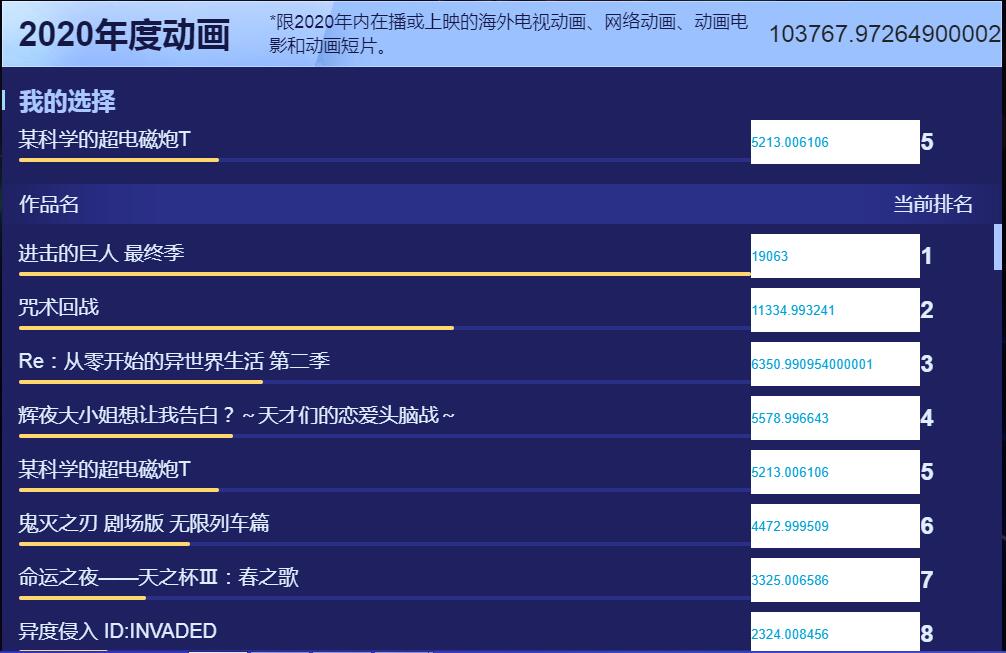 2020年度动画
*限2020年内在播或上映的海外电视动画、网络动画、动画电
影和动画短片。
103767.97264900002
我的选择
某科学的超电磁炮T
5213.006106
5
作品名
当前排名
进击的巨人 最终季
19063
1
咒术回战
11334.993241
2
Re：从零开始的异世界生活 第二季
6350.990954000001
3
辉夜大小姐想让我告白？～天才们的恋爱头脑战～
5578.996643
4
某科学的超电磁炮T
5213.006106
5
鬼灭之刃 剧场版 无限列车篇
4472.999509
6
命运之夜——天之杯Ⅲ：春之歌
3325.006586
7
异度侵入 ID:INVADED
2324.008456
8